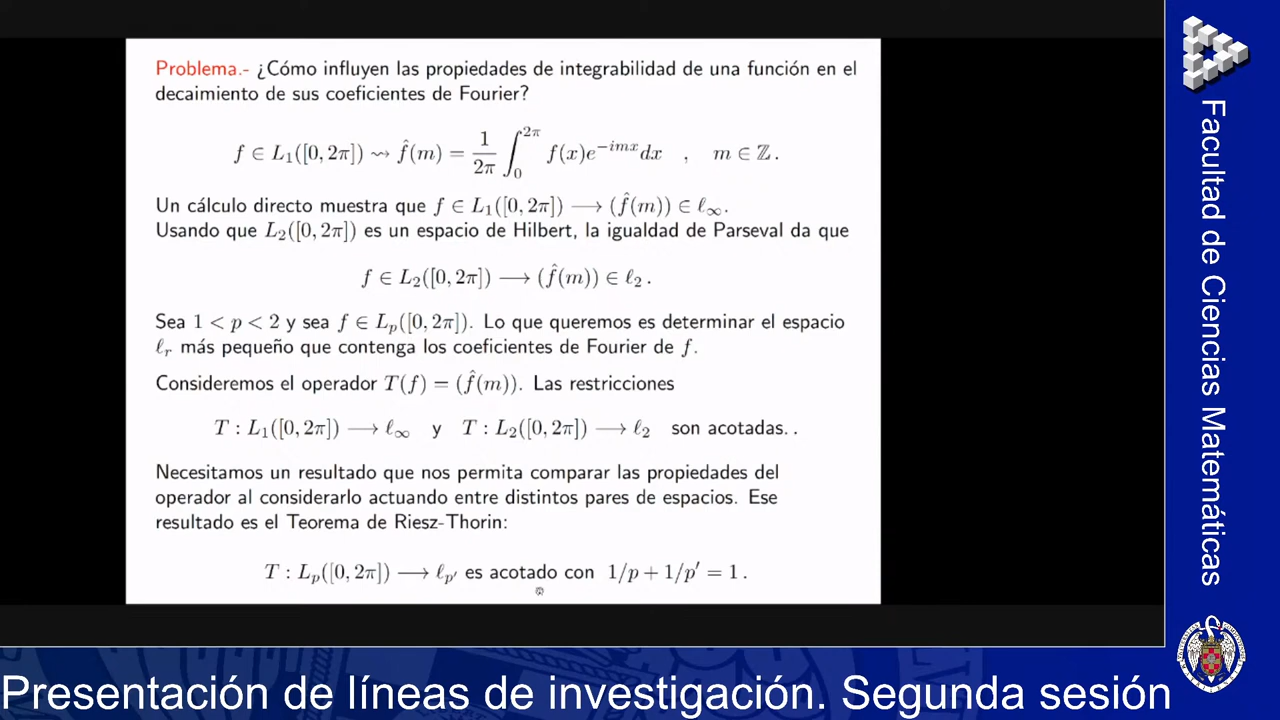 Problema.- ¿Cómo influyen las propiedades de integrabilidad de una función en el
decaimiento de sus coeficientes de Fourier?
f ∈ L₁([0, 2π]) ⇝ f̂(m) = 1/2π ∫₀^{2π} f(x)e^{−imx}dx , m ∈ ℤ.
Un cálculo directo muestra que f ∈ L₁([0, 2π]) ⟶ (f̂(m)) ∈ ℓ∞.
Usando que L₂([0, 2π]) es un espacio de Hilbert, la igualdad de Parseval da que
f ∈ L₂([0, 2π]) ⟶ (f̂(m)) ∈ ℓ₂ .
Sea 1 < p < 2 y sea f ∈ Lₚ([0, 2π]). Lo que queremos es determinar el espacio
ℓᵣ más pequeño que contenga los coeficientes de Fourier de f.
Consideremos el operador T(f) = (f̂(m)). Las restricciones
T : L₁([0, 2π]) ⟶ ℓ∞ y T : L₂([0, 2π]) ⟶ ℓ₂ son acotadas. .
Necesitamos un resultado que nos permita comparar las propiedades del
operador al considerarlo actuando entre distintos pares de espacios. Ese
resultado es el Teorema de Riesz-Thorin:
T : Lₚ([0, 2π]) ⟶ ℓₚ′ es acotado con 1/p + 1/p′ = 1 .
Facultad de Ciencias Matemáticas
Presentación de líneas de investigación. Segunda sesión